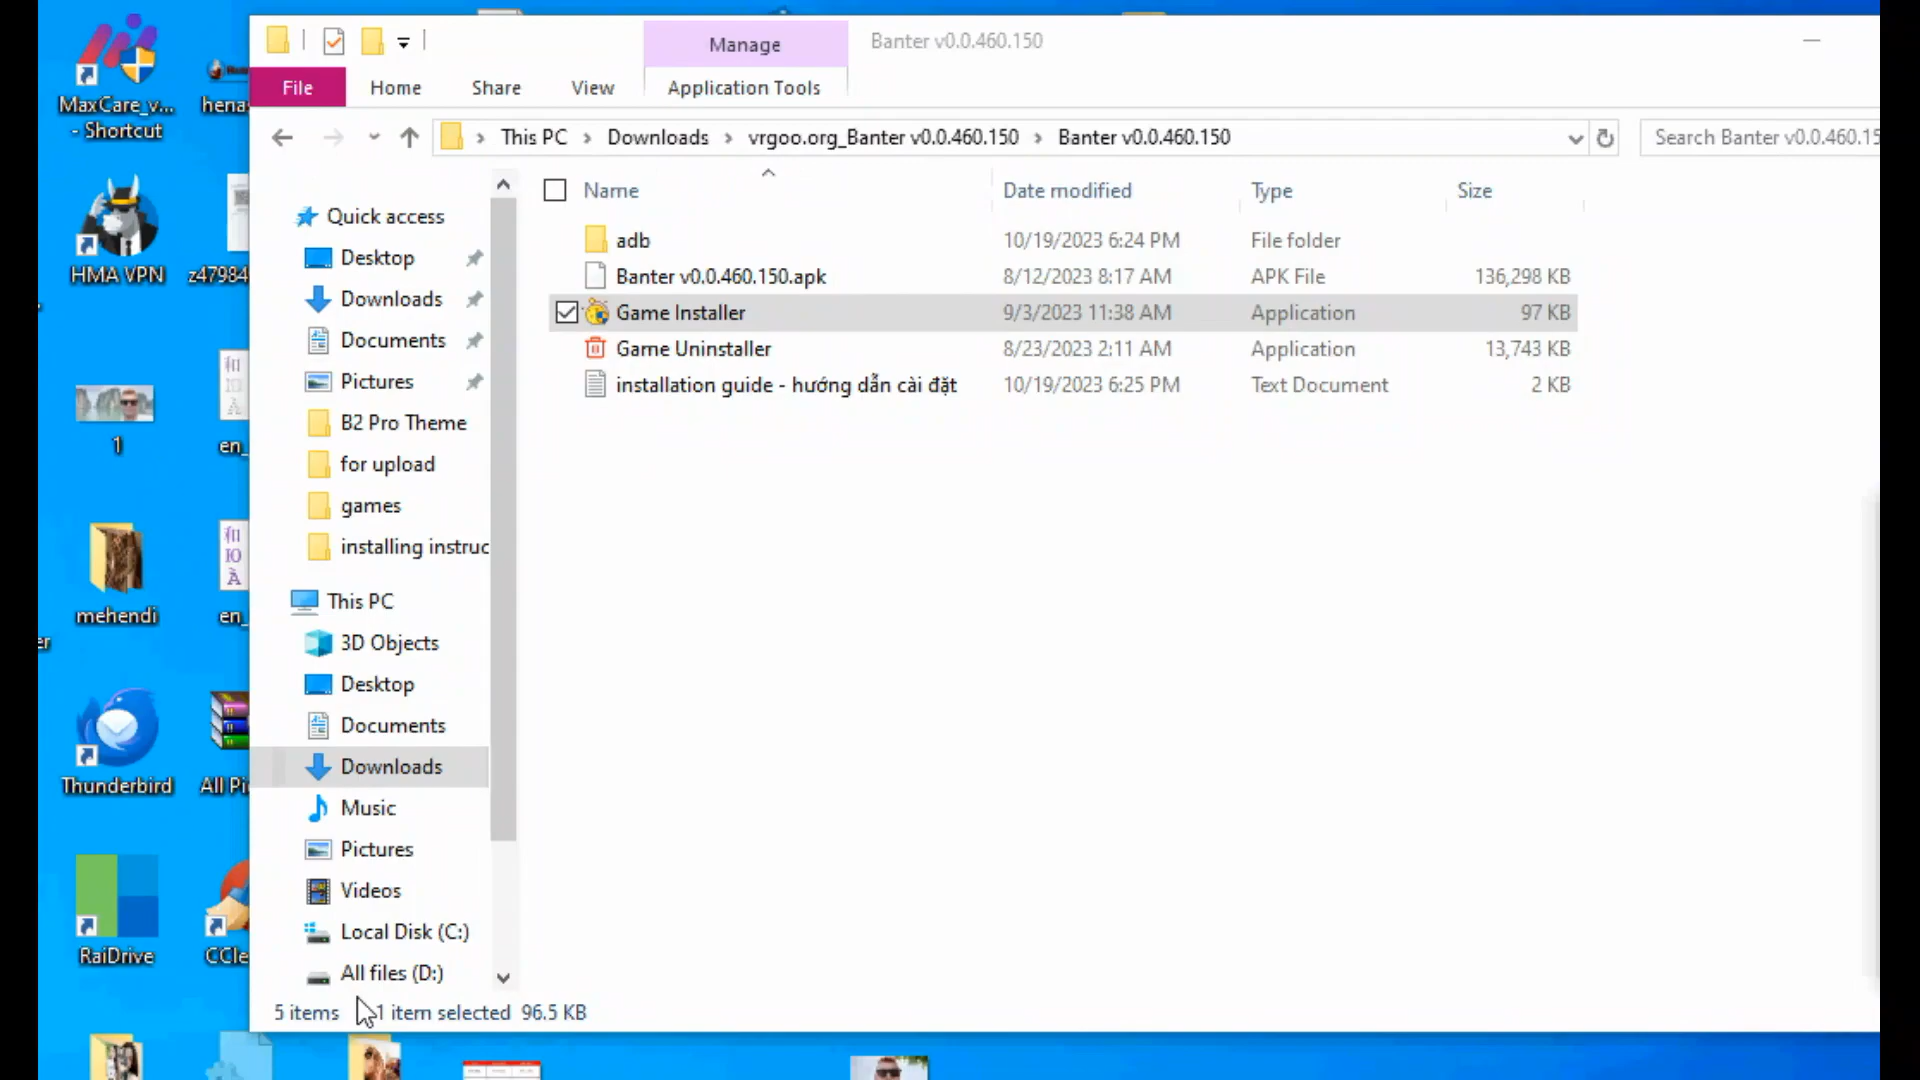 Manage
Banter v0.0.460.150
File
Home
Share
View
Application Tools
This PC
Downloads
vrgoo.org_Banter v0.0.460.150
Banter v0.0.460.150
Search Banter v0.0.460.15
Name
Date modified
Type
Size
adb
10/19/2023 6:24 PM
File folder
Banter v0.0.460.150.apk
8/12/2023 8:17 AM
APK File
136,298 KB
Game Installer
9/3/2023 11:38 AM
Application
97 KB
Game Uninstaller
8/23/2023 2:11 AM
Application
13,743 KB
installation guide - hướng dẫn cài đặt
10/19/2023 6:25 PM
Text Document
2 KB
Quick access
Desktop
Downloads
Documents
Pictures
B2 Pro Theme
for upload
games
installing instruc
This PC
3D Objects
Desktop
Documents
Downloads
Music
Pictures
Videos
Local Disk (C:)
All files (D:)
5 items
1 item selected
96.5 KB
MaxCare_v...
- Shortcut
hena
HMA VPN
z47984
1
en_
mehendi
en_
er
Thunderbird
All Pi
RaiDrive
CCle